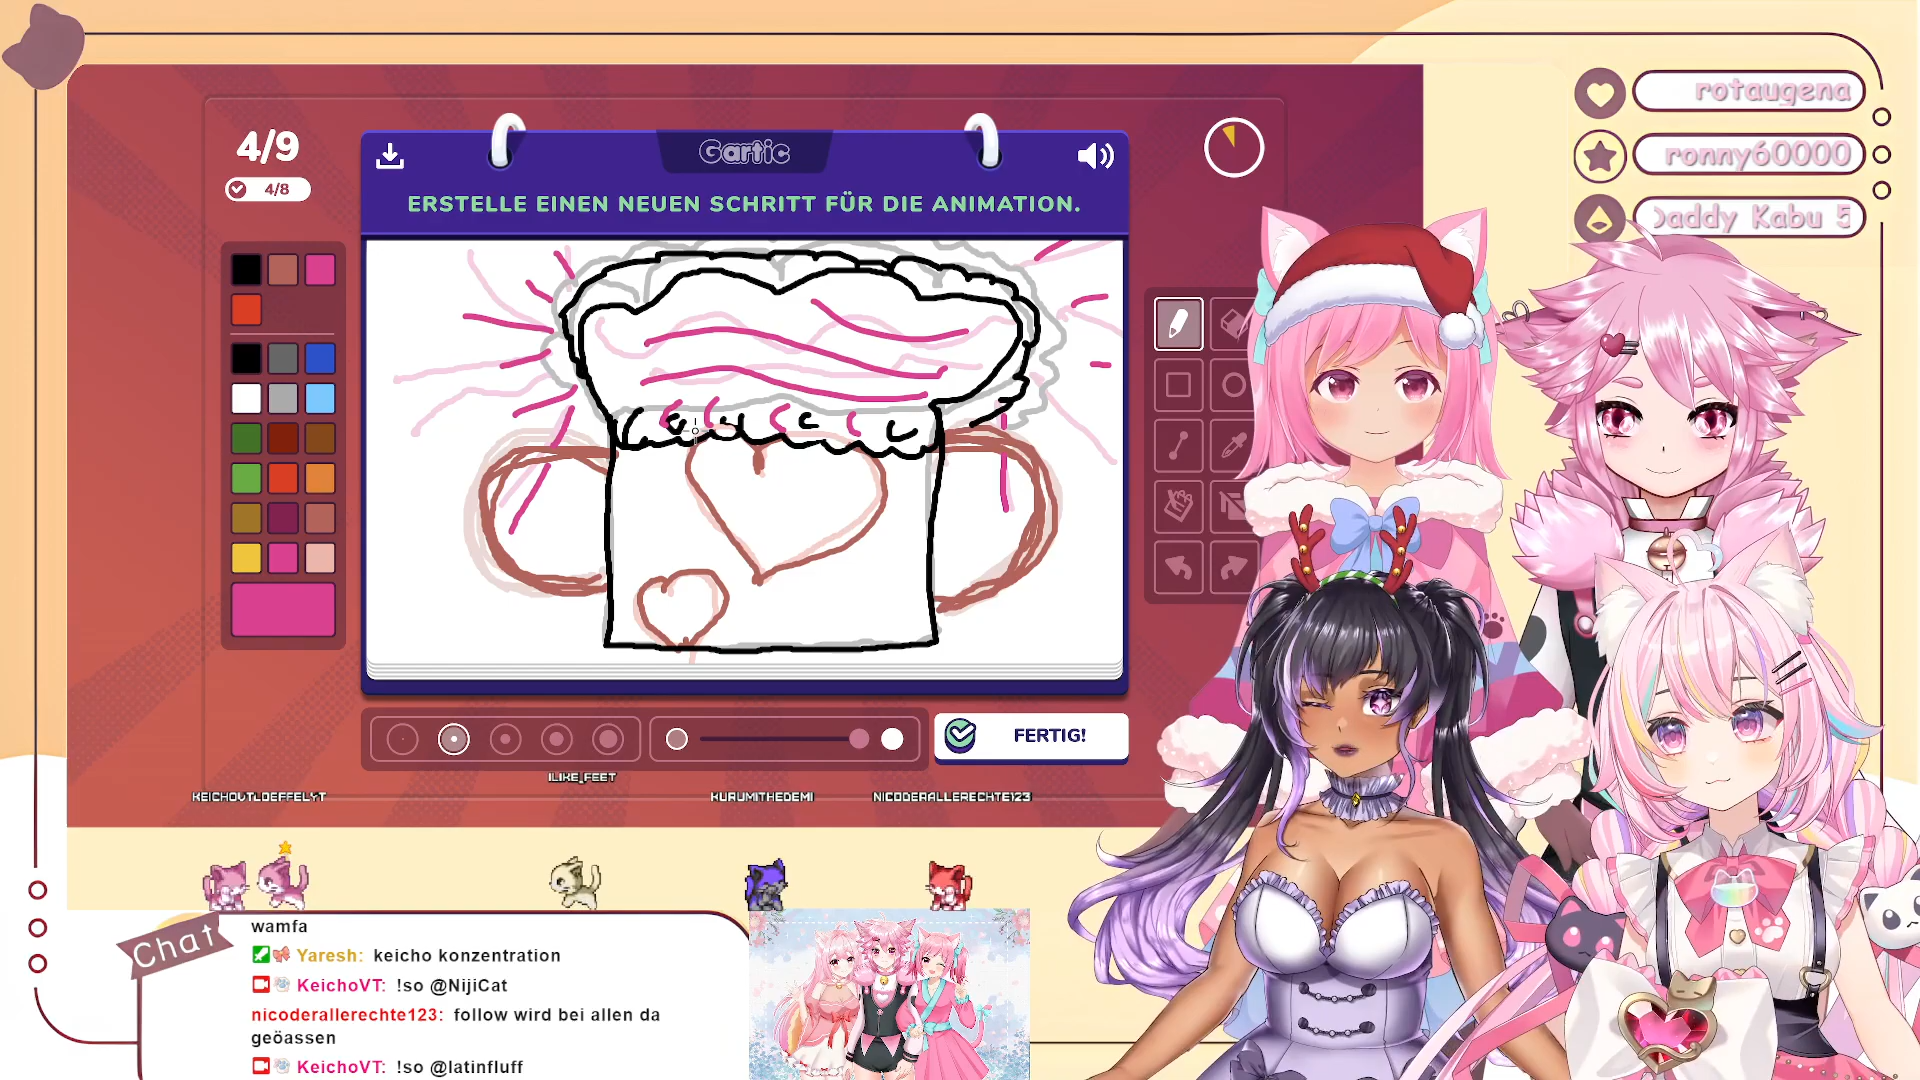 4/9
4/8
Gartic
ERSTELLE EINEN NEUEN SCHRITT FÜR DIE ANIMATION.
rotaugena
ronny60000
Daddy Kabu 5
FERTIG!
ILIKE_FEET
KEICHOVTLOEFFELYT
KURUMITHEDEMI
NICODERALLERECHTE123
Chat
wamfa
Yaresh: keicho konzentration
KeichoVT: !so @NijiCat
nicoderallerechte123: follow wird bei allen da
geöassen
KeichoVT: !so @latinfluff